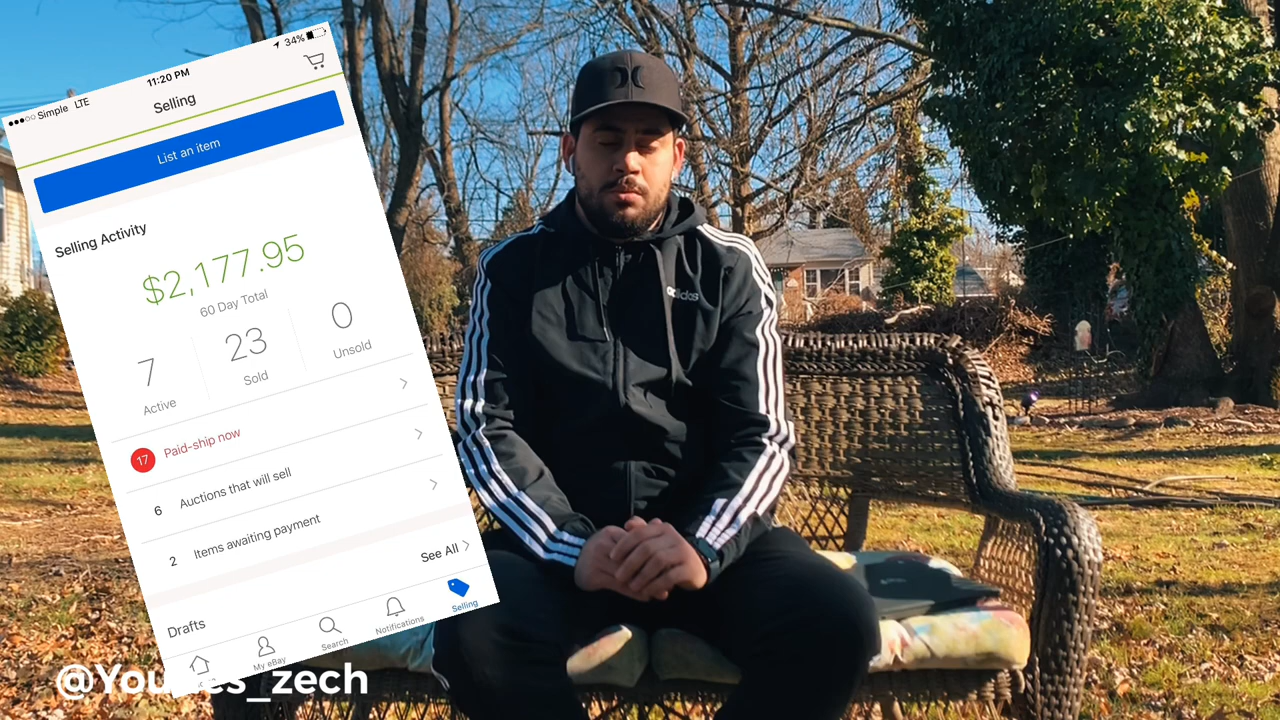 Simple LTE 11:20 PM 34%
Selling
List an item
Selling Activity
$2,177.95
60 Day Total
7 23 0
Active Sold Unsold
17 Paid-ship now
6 Auctions that will sell
2 Items awaiting payment
See All
Drafts
My eBay Search Notifications Selling
adidas